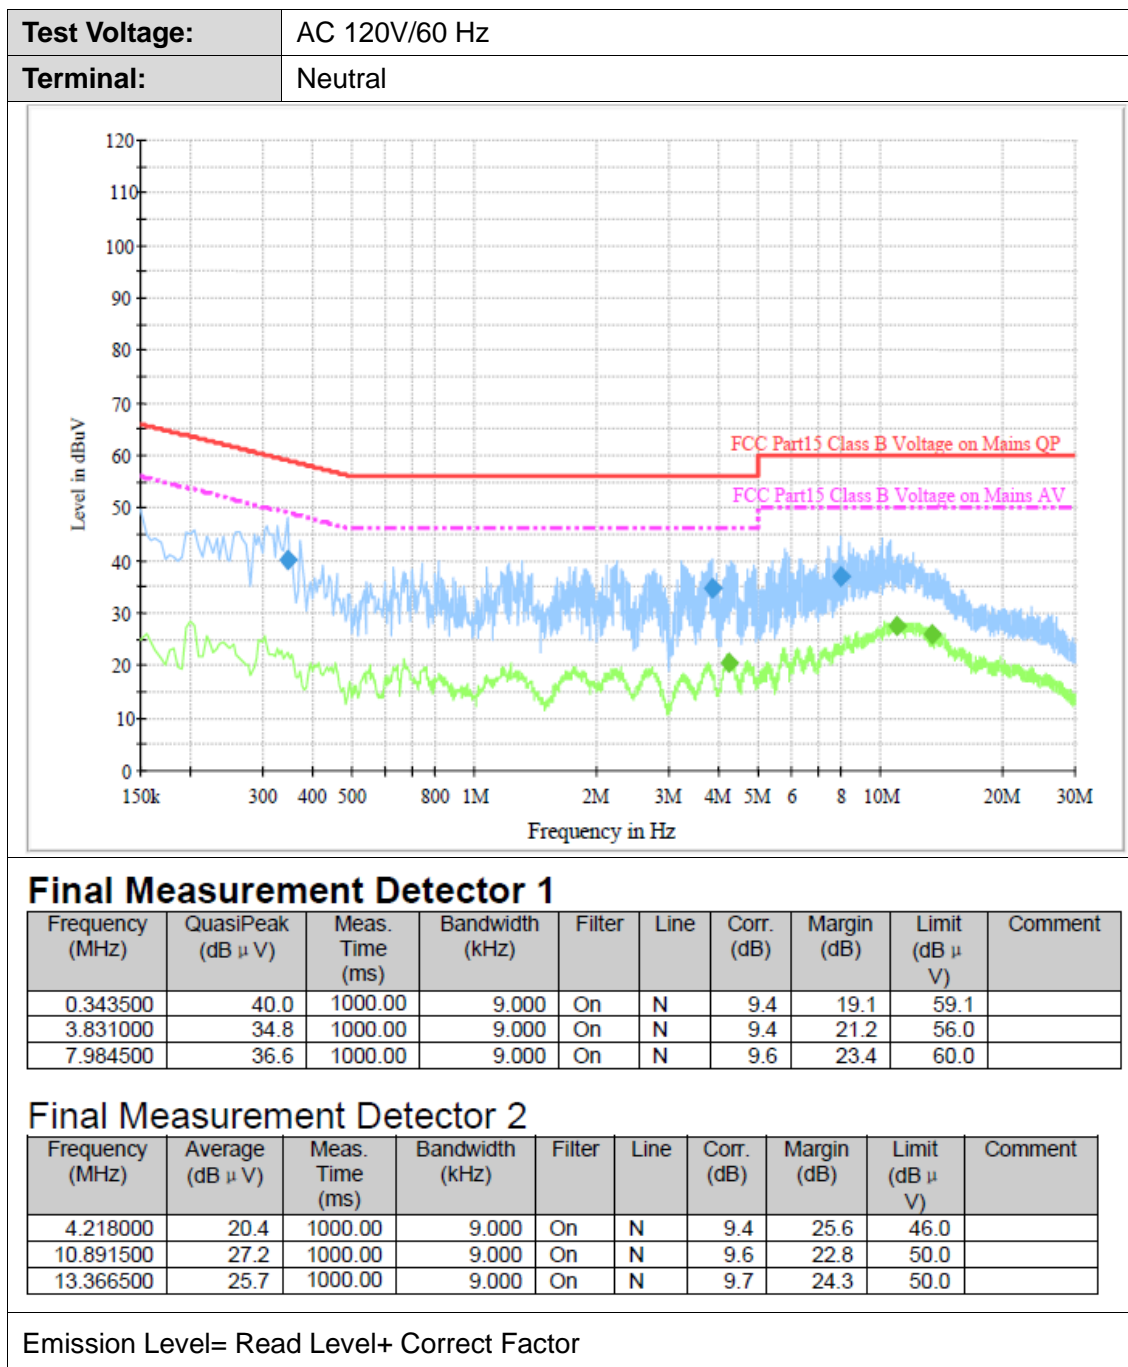 Test Voltage: AC 120V/60 Hz
Terminal: Neutral
120
110
100
90
80
70
60
50
40
30
20
10
0
Level in dBuV
FCC Part15 Class B Voltage on Mains QP
FCC Part15 Class B Voltage on Mains AV
150k 300 400 500 800 1M 2M 3M 4M 5M 6 8 10M 20M 30M
Frequency in Hz
Final Measurement Detector 1
Frequency (MHz) QuasiPeak (dB μ V) Meas. Time (ms) Bandwidth (kHz) Filter Line Corr. (dB) Margin (dB) Limit (dB μ V) Comment
0.343500 40.0 1000.00 9.000 On N 9.4 19.1 59.1
3.831000 34.8 1000.00 9.000 On N 9.4 21.2 56.0
7.984500 36.6 1000.00 9.000 On N 9.6 23.4 60.0
Final Measurement Detector 2
Frequency (MHz) Average (dB μ V) Meas. Time (ms) Bandwidth (kHz) Filter Line Corr. (dB) Margin (dB) Limit (dB μ V) Comment
4.218000 20.4 1000.00 9.000 On N 9.4 25.6 46.0
10.891500 27.2 1000.00 9.000 On N 9.6 22.8 50.0
13.366500 25.7 1000.00 9.000 On N 9.7 24.3 50.0
Emission Level= Read Level+ Correct Factor